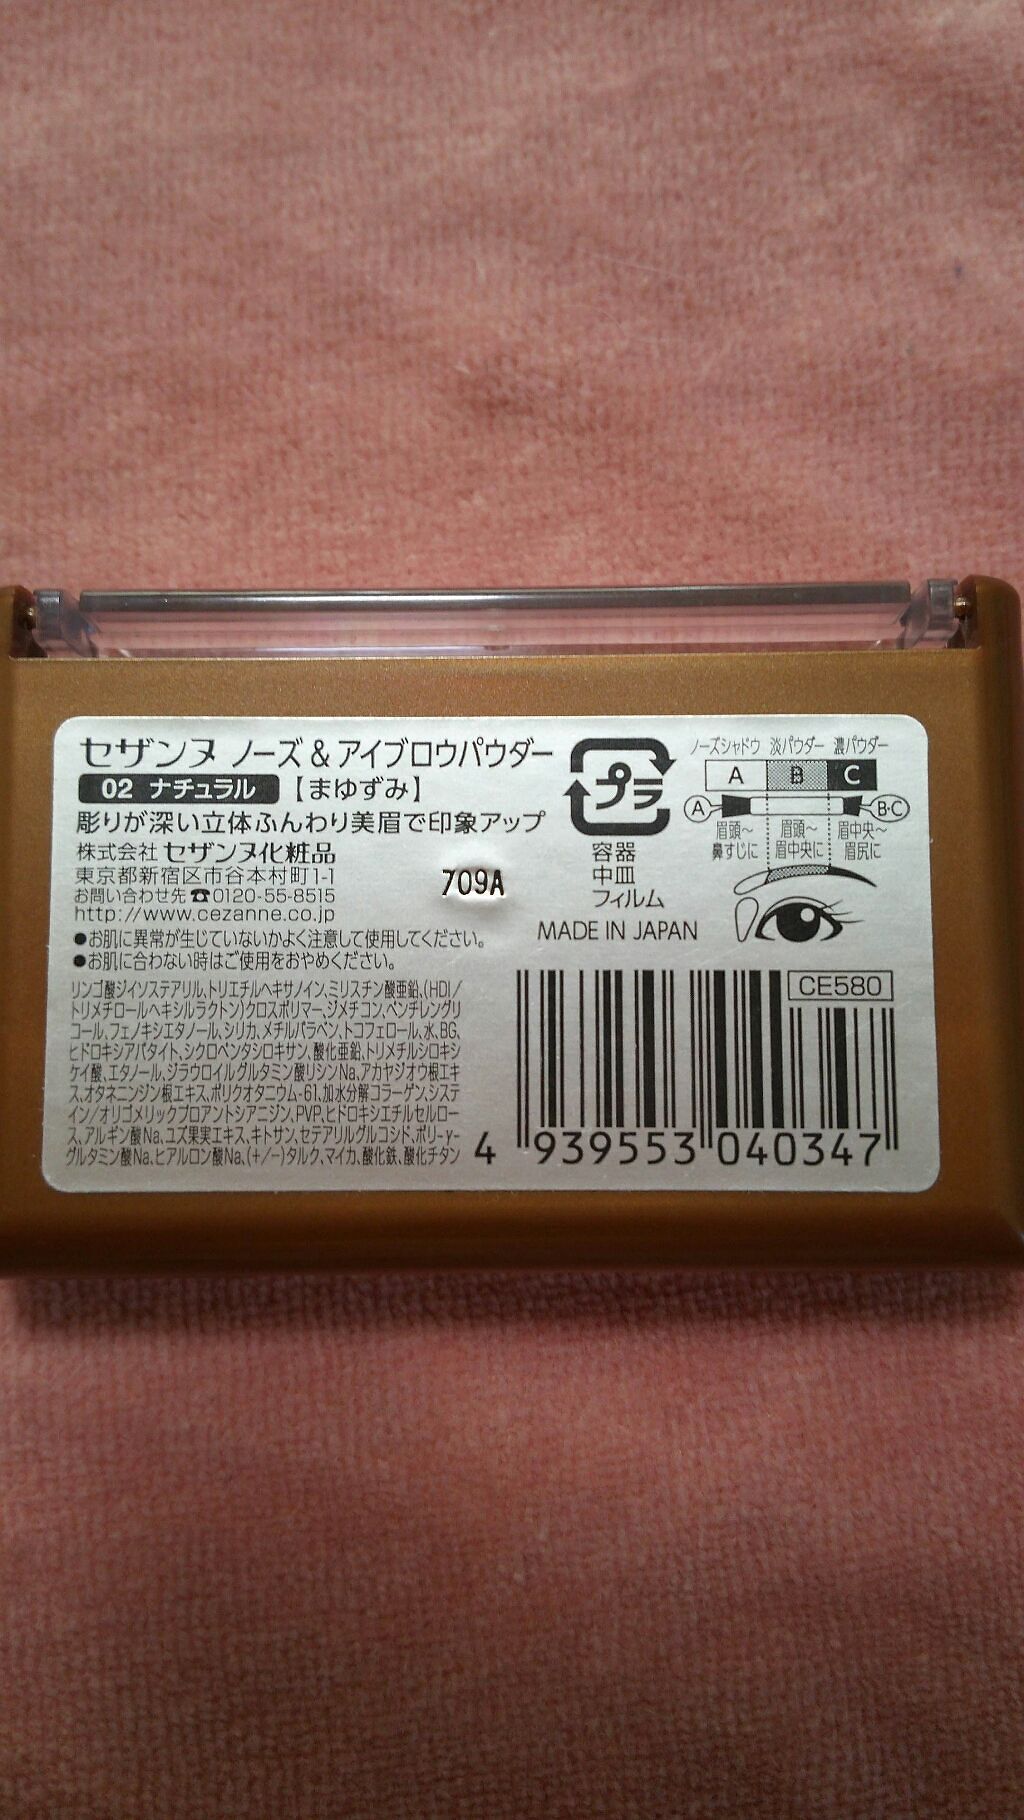 セザンヌ ノーズ&アイブロウパウダー
02 ナチュラル 【まゆずみ】
彫りが深い立体ふんわり美眉で印象アップ
株式会社 セザンヌ化粧品
東京都新宿区市谷本村町1-1
お問い合わせ先☎0120-55-8515
http://www.cezanne.co.jp
●お肌に異常が生じていないかよく注意して使用してください。
●お肌に合わない時はご使用をおやめください。
リンゴ酸ジイソステアリル、トリエチルヘキサノイン、ミリスチン酸亜鉛、(HDI/
トリメチロールヘキシルラクトン)クロスポリマー、ジメチコン、ペンチレングリ
コール、フェノキシエタノール、シリカ、メチルパラベン、トコフェロール、水、BG、
ヒドロキシアパタイト、シクロペンタシロキサン、酸化亜鉛、トリメチルシロキシ
ケイ酸、エタノール、ジラウロイルグルタミン酸リシンNa、アカヤジオウ根エキ
ス、オタネニンジン根エキス、ポリクオタニウム-61、加水分解コラーゲン、システ
イン/オリゴメリックプロアントシアニジン、PVP、ヒドロキシエチルセルロー
ス、アルギン酸Na、ユズ果実エキス、キトサン、セテアリルグルコシド、ポリ-γ-
グルタミン酸Na、ヒアルロン酸Na、(+/-)タルク、マイカ、酸化鉄、酸化チタン
709A
プラ
容器
中皿
フィルム
MADE IN JAPAN
ノーズシャドウ 淡パウダー 濃パウダー
A B C
A B・C
眉頭〜 眉頭〜 眉中央〜
鼻すじに 眉中央に 眉尻に
CE580
4 939553 040347